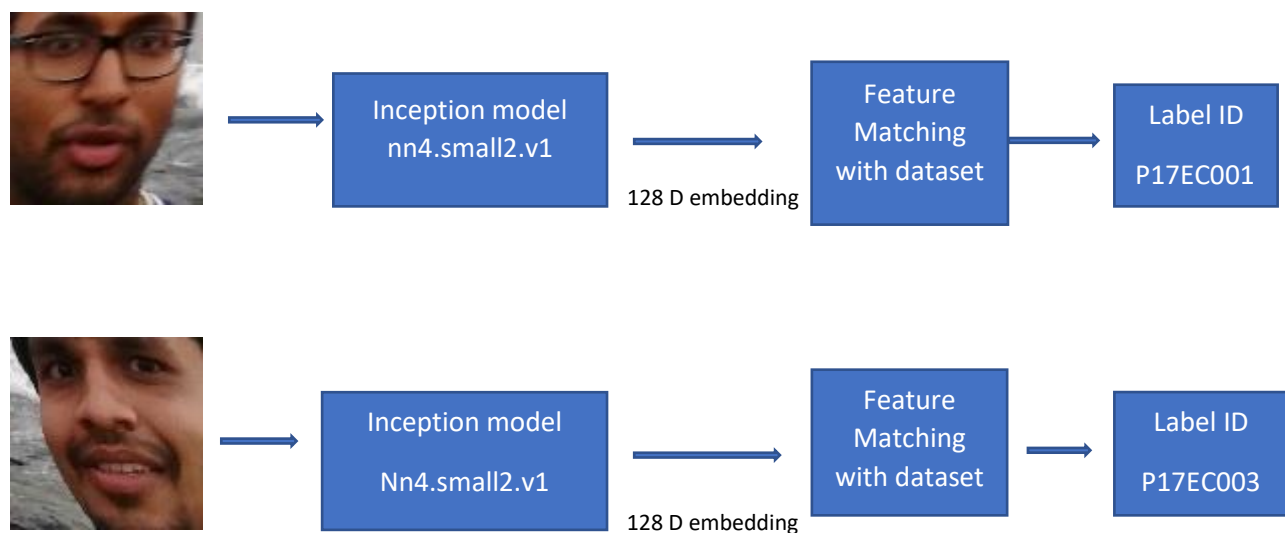 Inception model
nn4.small2.v1
128 D embedding
Feature
Matching
with dataset
Label ID
P17EC001
Inception model
Nn4.small2.v1
128 D embedding
Feature
Matching
with dataset
Label ID
P17EC003